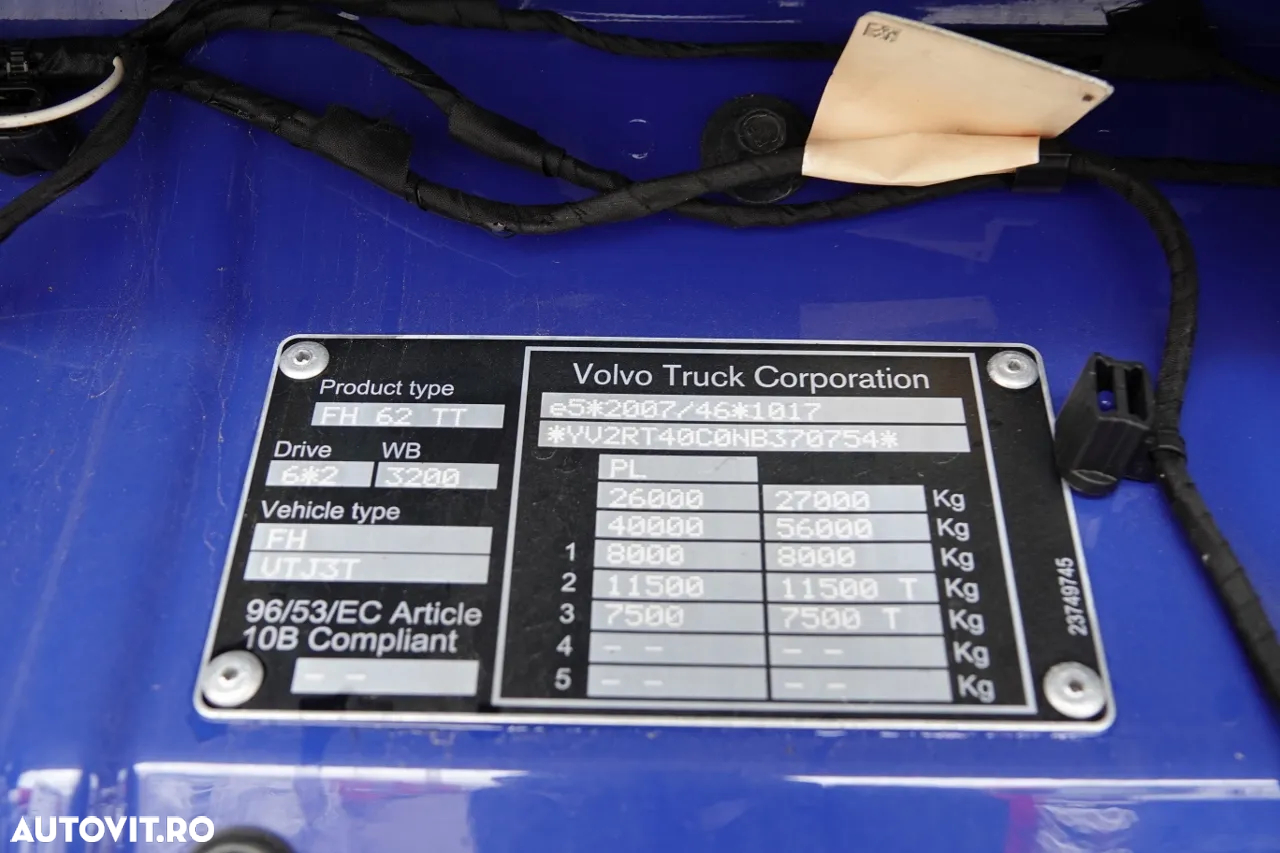 Product type
FH 62 TT
Drive WB
6*2 3200
Vehicle type
FH
VTJ3T
96/53/EC Article
10B Compliant
- -
Volvo Truck Corporation
e5*2007/46*1017
*YV2RT40C0NB370754*
PL
26000 27000 Kg
40000 56000 Kg
1 8000 8000 Kg
2 11500 11500 T Kg
3 7500 7500 T Kg
4 - - - - Kg
5 - - - - Kg
23749745
AUTOVIT.RO